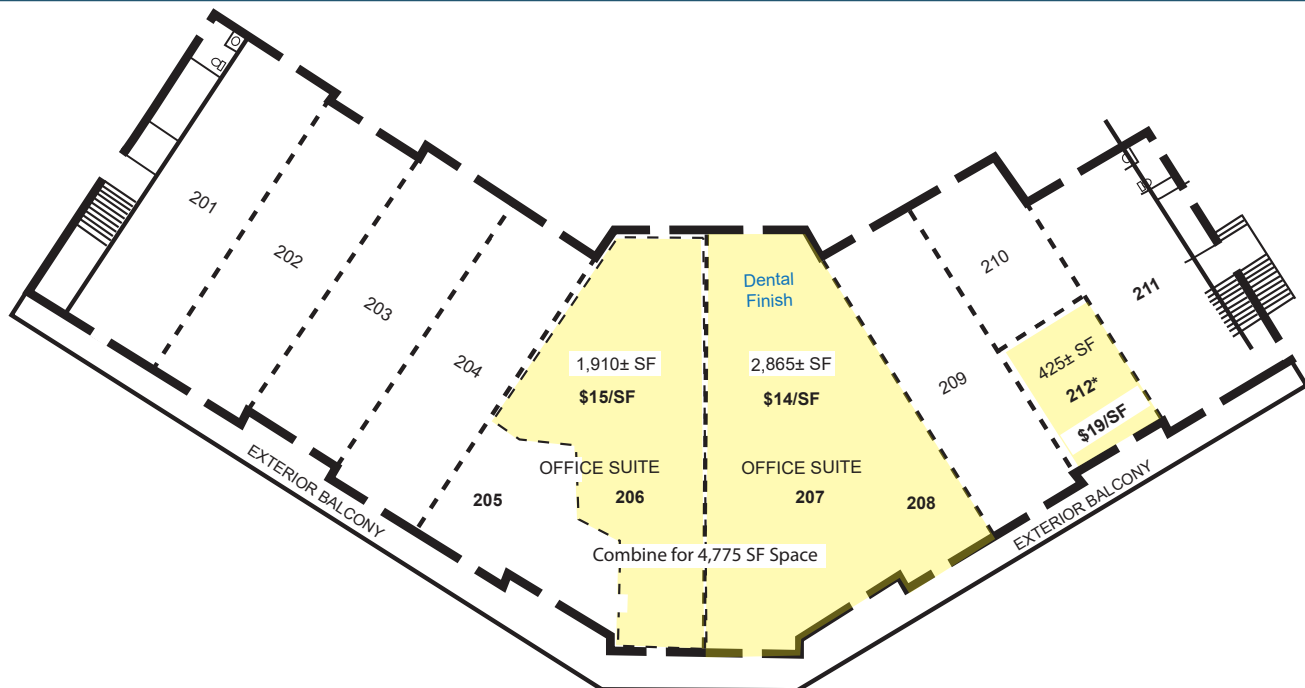 201
202
203
204
205
1,910± SF
$15/SF
OFFICE SUITE
206
Dental
Finish
2,865± SF
$14/SF
OFFICE SUITE
207
208
Combine for 4,775 SF Space
209
210
211
425± SF
212*
$19/SF
EXTERIOR BALCONY
EXTERIOR BALCONY